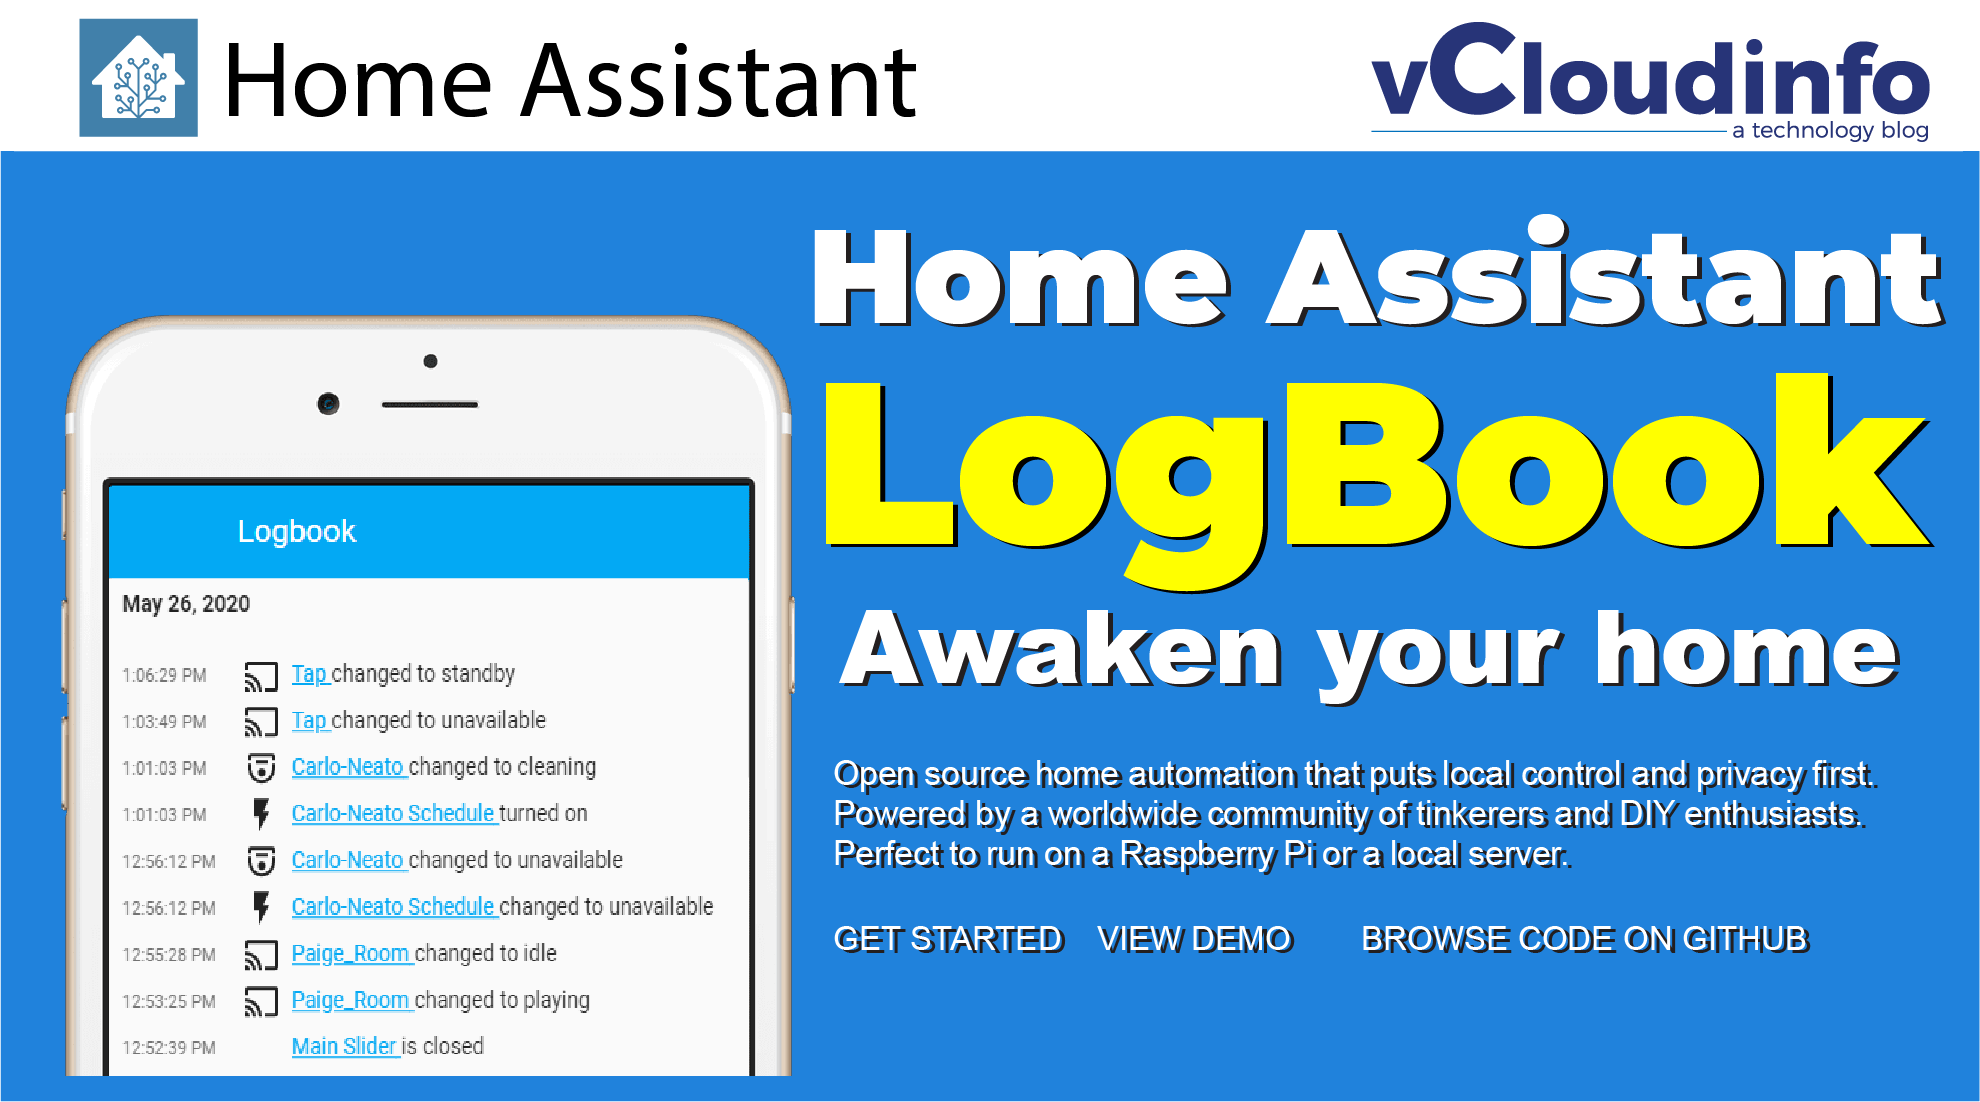 Home Assistant
vCloudinfo
a technology blog
Home Assistant
LogBook
Awaken your home
Open source home automation that puts local control and privacy first.
Powered by a worldwide community of tinkerers and DIY enthusiasts.
Perfect to run on a Raspberry Pi or a local server.
GET STARTED VIEW DEMO BROWSE CODE ON GITHUB
Logbook
May 26, 2020
1:06:29 PM Tap changed to standby
1:03:49 PM Tap changed to unavailable
1:01:03 PM Carlo-Neato changed to cleaning
1:01:03 PM Carlo-Neato Schedule turned on
12:56:12 PM Carlo-Neato changed to unavailable
12:56:12 PM Carlo-Neato Schedule changed to unavailable
12:55:28 PM Paige_Room changed to idle
12:53:25 PM Paige_Room changed to playing
12:52:39 PM Main Slider is closed